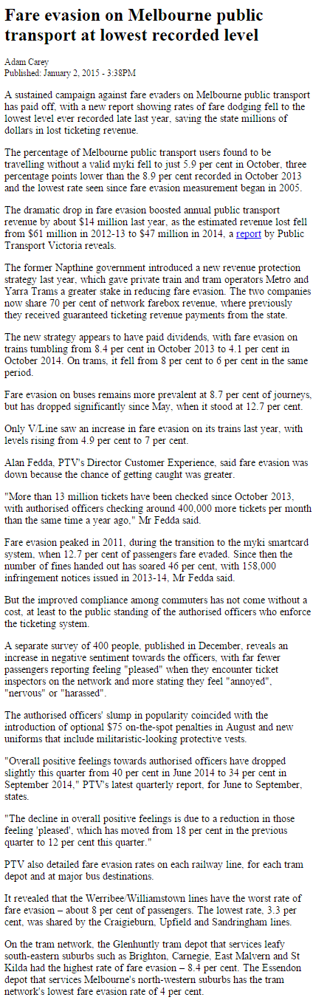 Fare evasion on Melbourne public
transport at lowest recorded level
Adam Carey
Published: January 2, 2015 - 3:38PM
A sustained campaign against fare evaders on Melbourne public transport
has paid off, with a new report showing rates of fare dodging fell to the
lowest level ever recorded late last year, saving the state millions of
dollars in lost ticketing revenue.
The percentage of Melbourne public transport users found to be
travelling without a valid myki fell to just 5.9 per cent in October, three
percentage points lower than the 8.9 per cent recorded in October 2013
and the lowest rate seen since fare evasion measurement began in 2005.
The dramatic drop in fare evasion boosted annual public transport
revenue by about $14 million last year, as the estimated revenue lost fell
from $61 million in 2012-13 to $47 million in 2014, a report by Public
Transport Victoria reveals.
The former Napthine government introduced a new revenue protection
strategy last year, which gave private train and tram operators Metro and
Yarra Trams a greater stake in reducing fare evasion. The two companies
now share 70 per cent of network farebox revenue, where previously
they received guaranteed ticketing revenue payments from the state.
The new strategy appears to have paid dividends, with fare evasion on
trains tumbling from 8.4 per cent in October 2013 to 4.1 per cent in
October 2014. On trams, it fell from 8 per cent to 6 per cent in the same
period.
Fare evasion on buses remains more prevalent at 8.7 per cent of journeys,
but has dropped significantly since May, when it stood at 12.7 per cent.
Only V/Line saw an increase in fare evasion on its trains last year, with
levels rising from 4.9 per cent to 7 per cent.
Alan Fedda, PTV's Director Customer Experience, said fare evasion was
down because the chance of getting caught was greater.
"More than 13 million tickets have been checked since October 2013,
with authorised officers checking around 400,000 more tickets per month
than the same time a year ago," Mr Fedda said.
Fare evasion peaked in 2011, during the transition to the myki smartcard
system, when 12.7 per cent of passengers fare evaded. Since then the
number of fines handed out has soared 46 per cent, with 158,000
infringement notices issued in 2013-14, Mr Fedda said.
But the improved compliance among commuters has not come without a
cost, at least to the public standing of the authorised officers who enforce
the ticketing system.
A separate survey of 400 people, published in December, reveals an
increase in negative sentiment towards the officers, with far fewer
passengers reporting feeling "pleased" when they encounter ticket
inspectors on the network and more stating they feel "annoyed",
"nervous" or "harassed".
The authorised officers' slump in popularity coincided with the
introduction of optional $75 on-the-spot penalties in August and new
uniforms that include militaristic-looking protective vests.
"Overall positive feelings towards authorised officers have dropped
slightly this quarter from 40 per cent in June 2014 to 34 per cent in
September 2014," PTV's latest quarterly report, for June to September,
states.
"The decline in overall positive feelings is due to a reduction in those
feeling 'pleased', which has moved from 18 per cent in the previous
quarter to 12 per cent this quarter."
PTV also detailed fare evasion rates on each railway line, for each tram
depot and at major bus destinations.
It revealed that the Werribee/Williamstown lines have the worst rate of
fare evasion – about 8 per cent of passengers. The lowest rate, 3.3 per
cent, was shared by the Craigieburn, Upfield and Sandringham lines.
On the tram network, the Glenhuntly tram depot that services leafy
south-eastern suburbs such as Brighton, Carnegie, East Malvern and St
Kilda had the highest rate of fare evasion – 8.4 per cent. The Essendon
depot that services Melbourne's north-western suburbs has the tram
network's lowest fare evasion rate of 4 per cent.